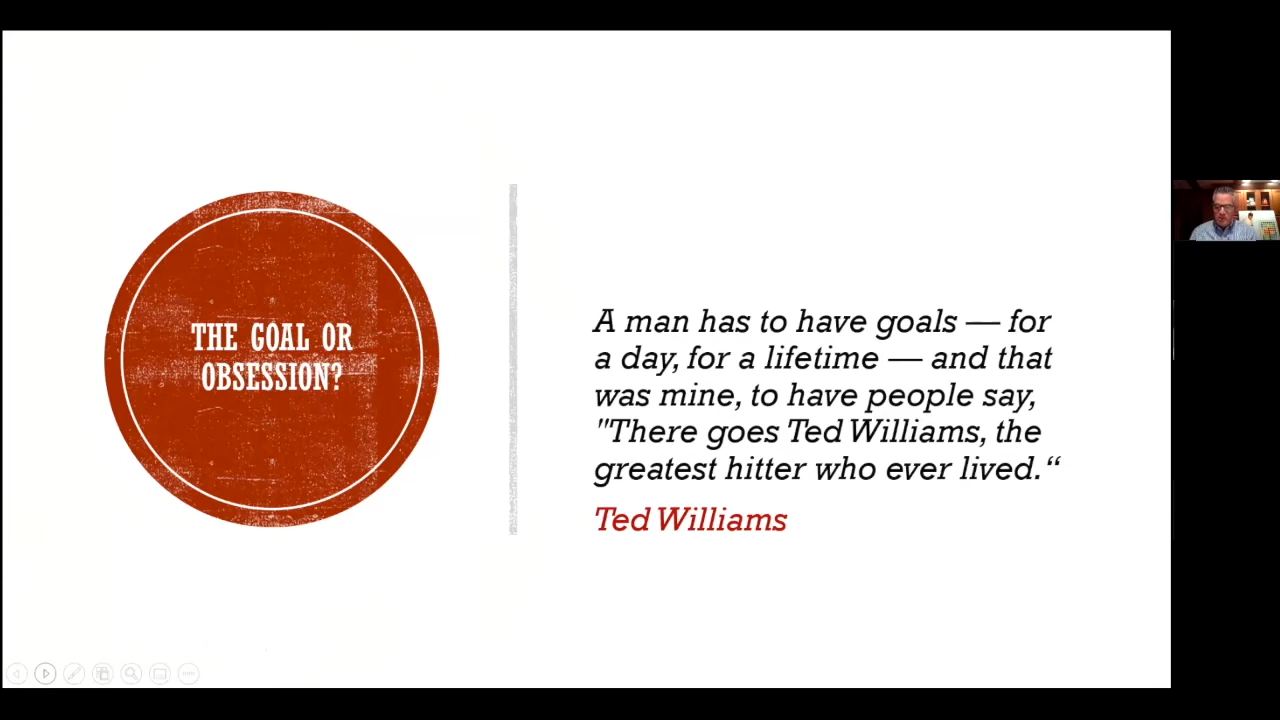 THE GOAL OR
OBSESSION?
A man has to have goals — for
a day, for a lifetime — and that
was mine, to have people say,
"There goes Ted Williams, the
greatest hitter who ever lived.“
Ted Williams